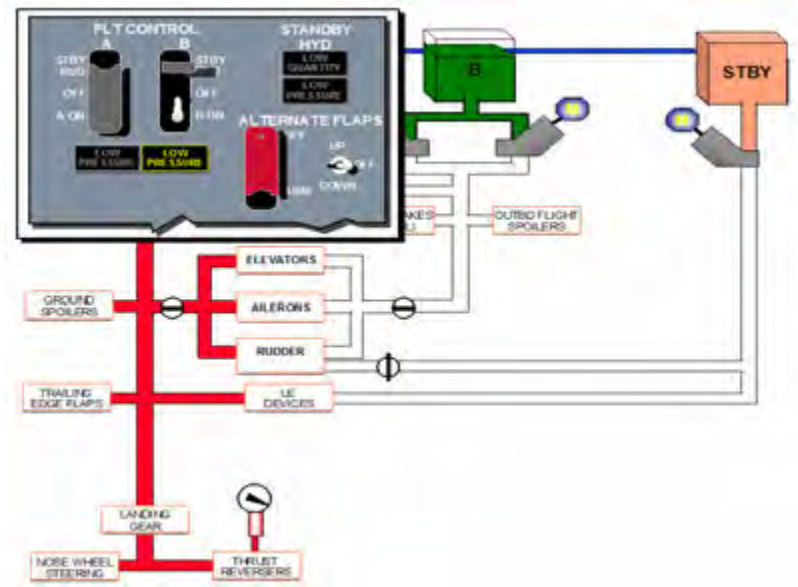 FLT CONTROL
A
B
STANDBY
HYD
STBY
RUD
STBY
LOW
QUANTITY
OFF
OFF
LOW
PRESSURE
A ON
B ON
ALTERNATE FLAPS
LOW
PRESSURE
LOW
PRESSURE
UP
OFF
DOWN
B
STBY
OUTBD FLIGHT
SPOILERS
ELEVATORS
GROUND
SPOILERS
AILERONS
RUDDER
TRAILING
EDGE FLAPS
LE
DEVICES
LANDING
GEAR
NOSE WHEEL
STEERING
THRUST
REVERSERS